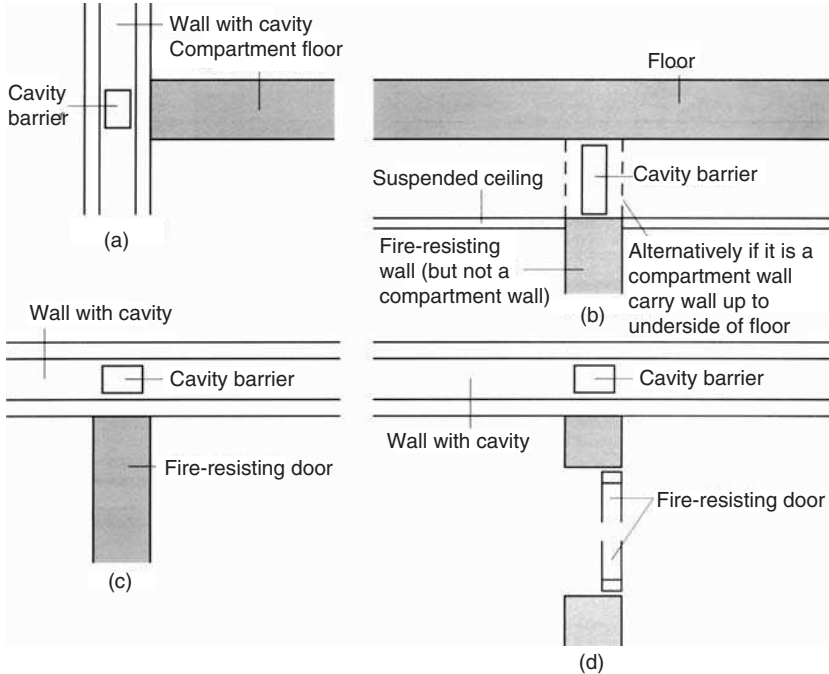 Wall with cavity
Compartment floor
Cavity
barrier
(a)
Floor
Cavity barrier
Suspended ceiling
Fire-resisting
wall (but not a
compartment wall)
Alternatively if it is a
compartment wall
carry wall up to
underside of floor
(b)
Wall with cavity
Cavity barrier
Fire-resisting door
(c)
Cavity barrier
Wall with cavity
Fire-resisting door
(d)